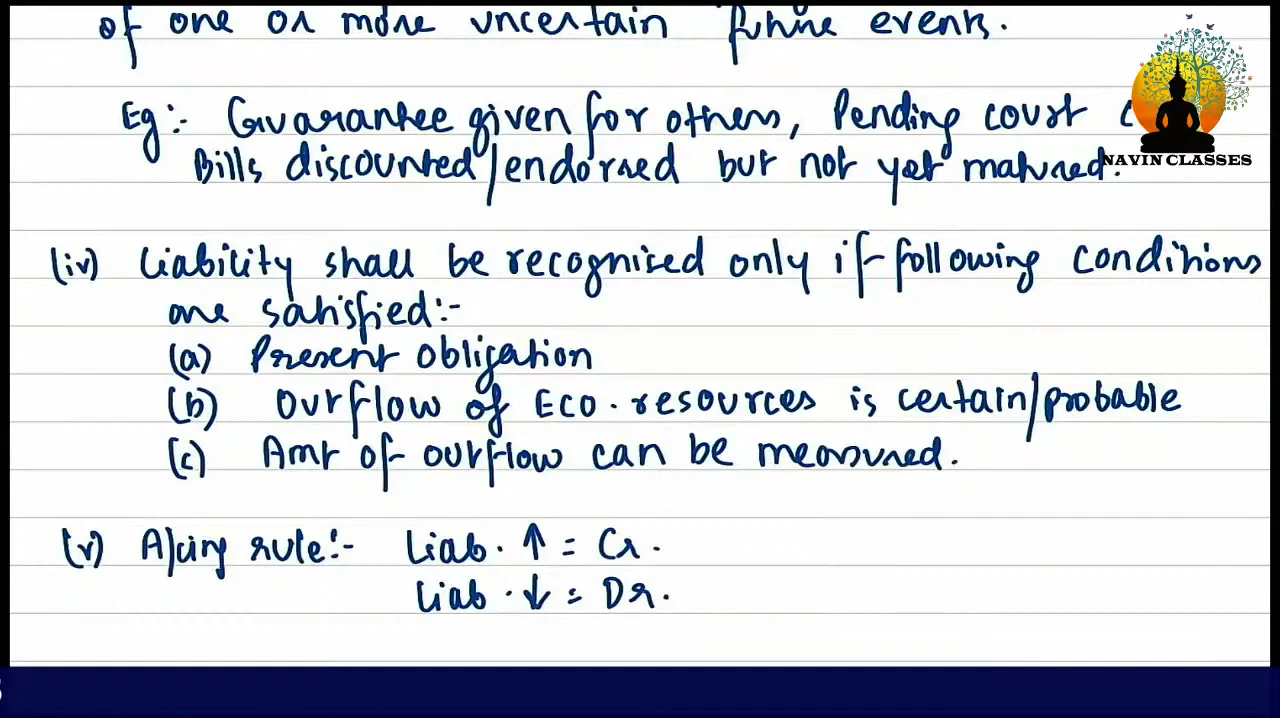 of one or more uncertain future events.
Eg:- Guarantee given for others, Pending court
Bills discounted/endorsed but not yet matured.
NAVIN CLASSES
(iv) Liability shall be recognised only if following conditions
are satisfied:-
(a) Present obligation
(b) Outflow of Eco. resources is certain/probable
(c) Amt of outflow can be measured.
(v) A/cing rule:- Liab. ↑ = Cr.
Liab. ↓ = Dr.